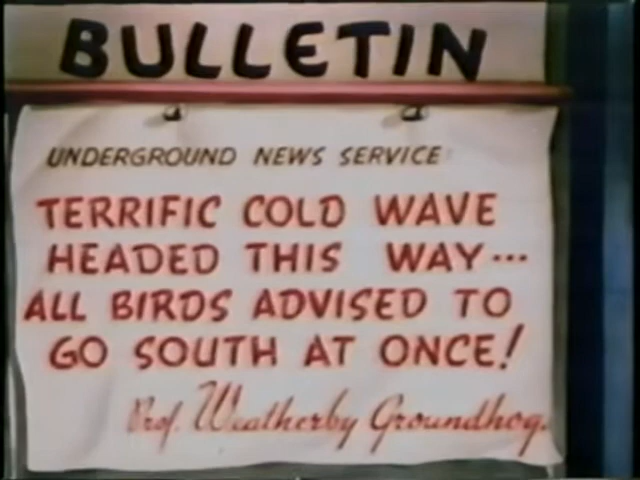 BULLETIN
UNDERGROUND NEWS SERVICE
TERRIFIC COLD WAVE
HEADED THIS WAY...
ALL BIRDS ADVISED TO
GO SOUTH AT ONCE!
Prof. Weatherby Groundhog.